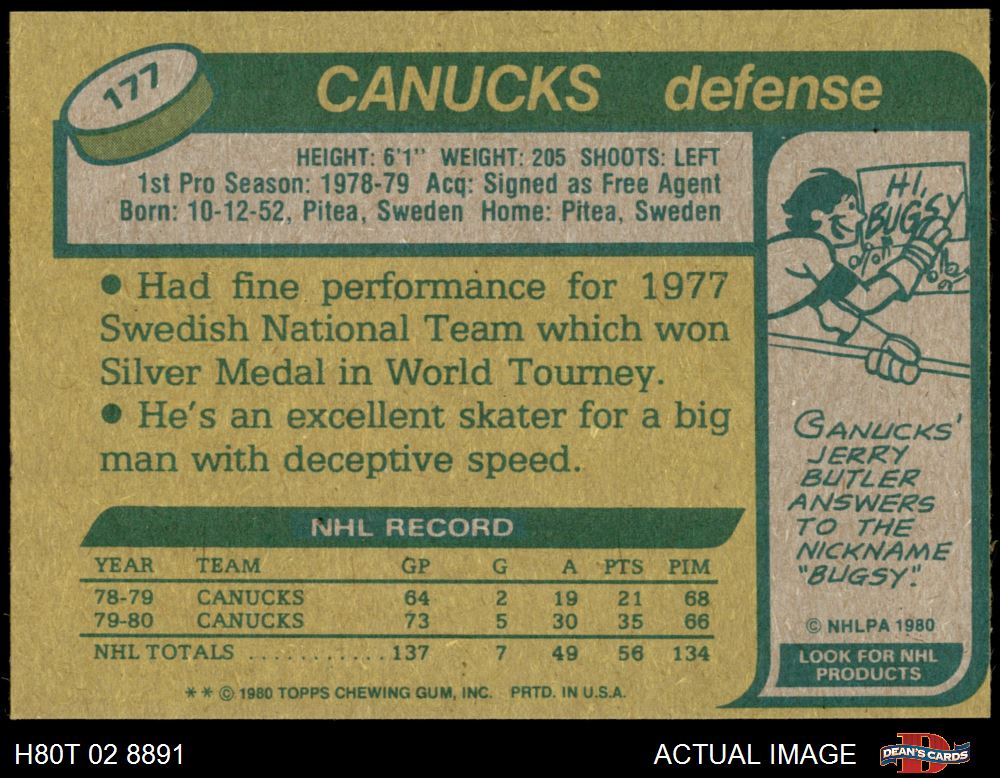 177
CANUCKS defense
HEIGHT: 6'1" WEIGHT: 205 SHOOTS: LEFT
1st Pro Season: 1978-79 Acq: Signed as Free Agent
Born: 10-12-52, Pitea, Sweden Home: Pitea, Sweden
● Had fine performance for 1977
Swedish National Team which won
Silver Medal in World Tourney.
● He's an excellent skater for a big
man with deceptive speed.
NHL RECORD
YEAR TEAM GP G A PTS PIM
78-79 CANUCKS 64 2 19 21 68
79-80 CANUCKS 73 5 30 35 66
NHL TOTALS ............137 7 49 56 134
** © 1980 TOPPS CHEWING GUM, INC. PRTD. IN U.S.A.
HI,
BUGSY
CANUCKS'
JERRY
BUTLER
ANSWERS
TO THE
NICKNAME
"BUGSY."
© NHLPA 1980
LOOK FOR NHL
PRODUCTS
H80T 02 8891
ACTUAL IMAGE
D
DEAN'S CARDS